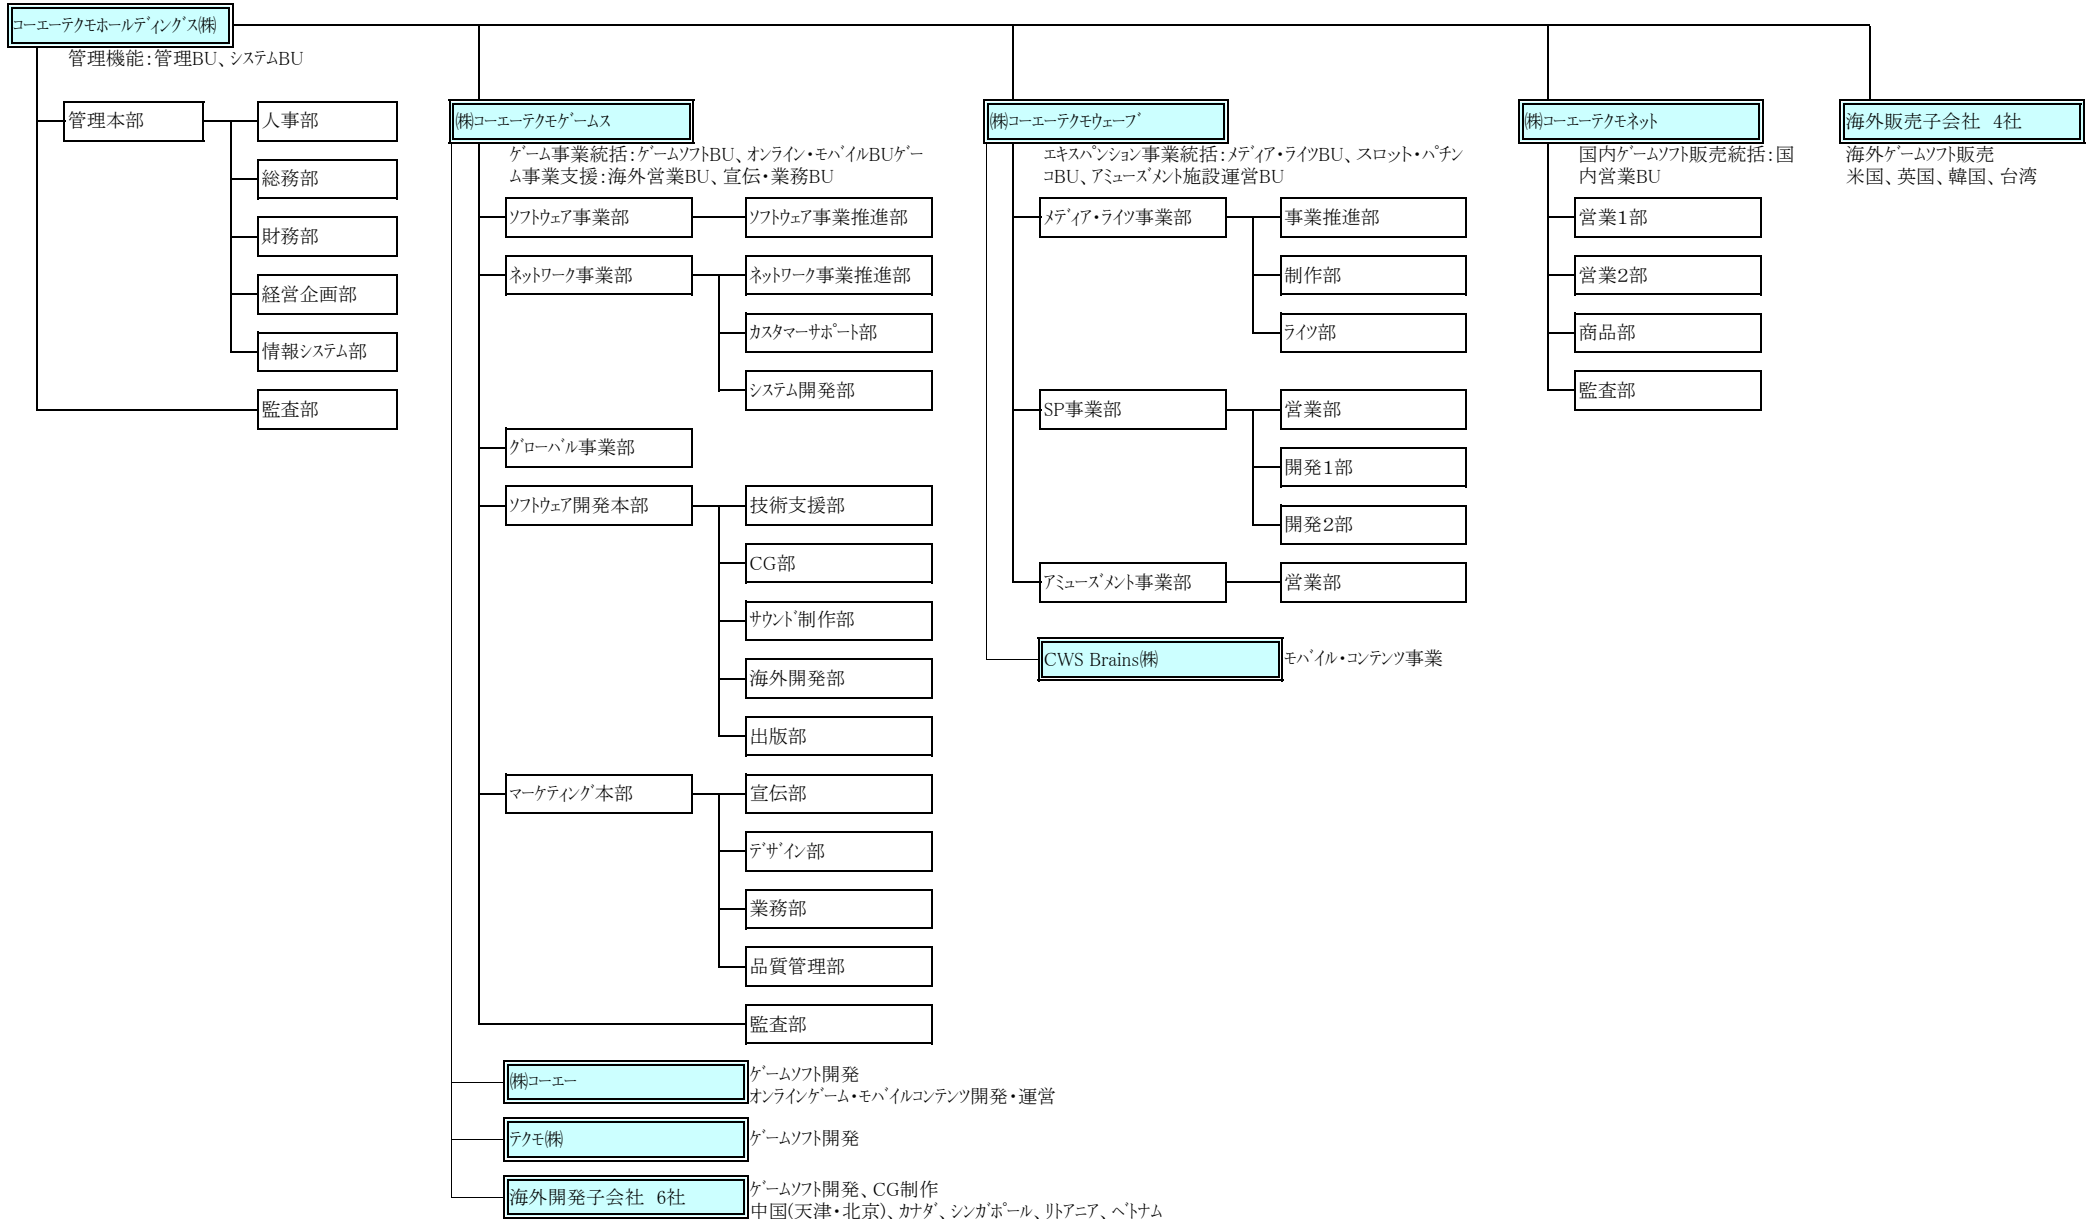 コーエーテクモホールディングス㈱
管理機能：管理BU、システムBU
管理本部
人事部
総務部
財務部
経営企画部
情報システム部
監査部
㈱コーエーテクモゲームス
ゲーム事業統括：ゲームソフトBU、オンライン・モバイルBUゲー
ム事業支援：海外営業BU、宣伝・業務BU
ソフトウェア事業部
ソフトウェア事業推進部
ネットワーク事業部
ネットワーク事業推進部
カスタマーサポート部
システム開発部
グローバル事業部
ソフトウェア開発本部
技術支援部
CG部
サウンド制作部
海外開発部
出版部
マーケティング本部
宣伝部
デザイン部
業務部
品質管理部
監査部
㈱コーエー
ゲームソフト開発
オンラインゲーム・モバイルコンテンツ開発・運営
テクモ㈱
ゲームソフト開発
海外開発子会社 6社
ゲームソフト開発、CG制作
中国(天津・北京)、カナダ、シンガポール、リトアニア、ベトナム
㈱コーエーテクモウェーブ
エキスパンション事業統括：メディア・ライツBU、スロット・パチン
コBU、アミューズメント施設運営BU
メディア・ライツ事業部
事業推進部
制作部
ライツ部
SP事業部
営業部
開発1部
開発2部
アミューズメント事業部
営業部
CWS Brains㈱
モバイル・コンテンツ事業
㈱コーエーテクモネット
国内ゲームソフト販売統括：国
内営業BU
営業1部
営業2部
商品部
監査部
海外販売子会社 4社
海外ゲームソフト販売
米国、英国、韓国、台湾